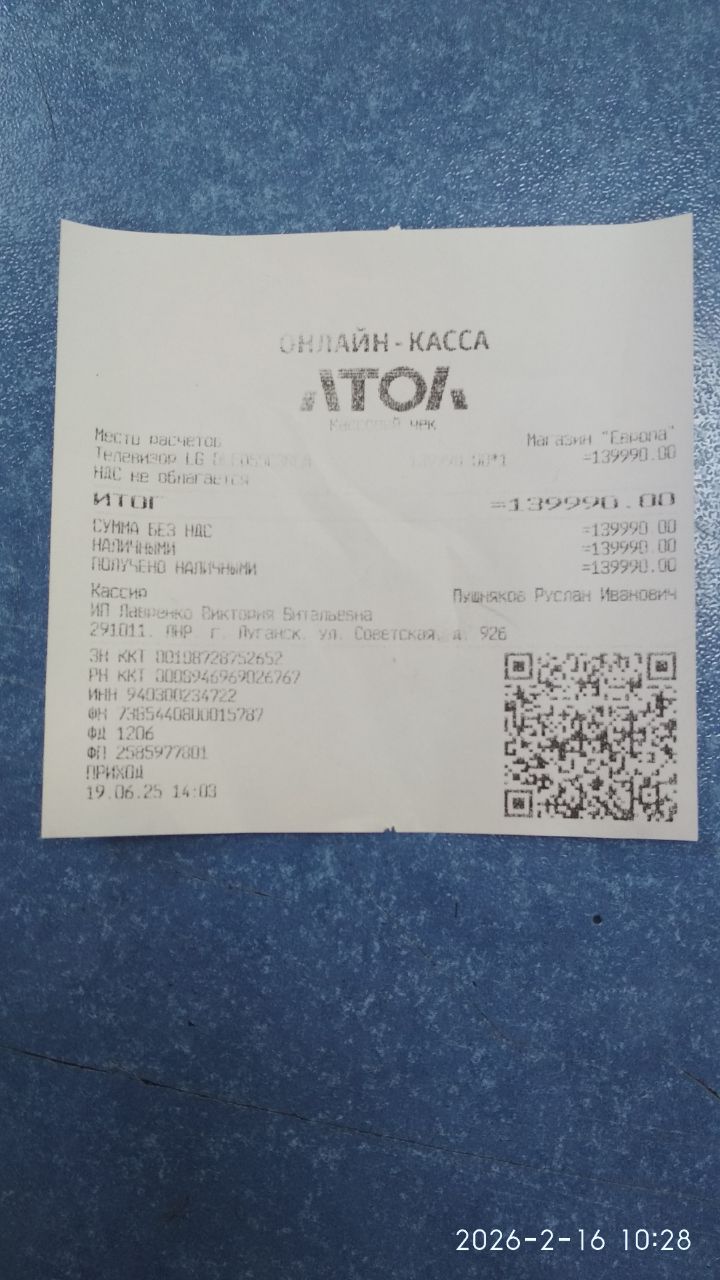 ОНЛАЙН-КАССА
АТОЛ
Кассовый чек
Место расчетов Магазин "Европа"
Телевизор LG 139990.00*1 =139990.00
НДС не облагается
ИТОГ =139990.00
СУММА БЕЗ НДС =139990.00
НАЛИЧНЫМИ =139990.00
ПОЛУЧЕНО НАЛИЧНЫМИ =139990.00
Кассир Пушняков Руслан Иванович
ИП Лавренко Виктория Витальевна
291011, ЛНР, г. Луганск, ул. Советская, д. 92б
ЗН ККТ 00108728752652
РН ККТ 0008946969026767
ИНН 940300234722
ФН 7385440800015787
ФД 1206
ФП 2585977801
ПРИХОД
19.06.25 14:03
2026-2-16 10:28